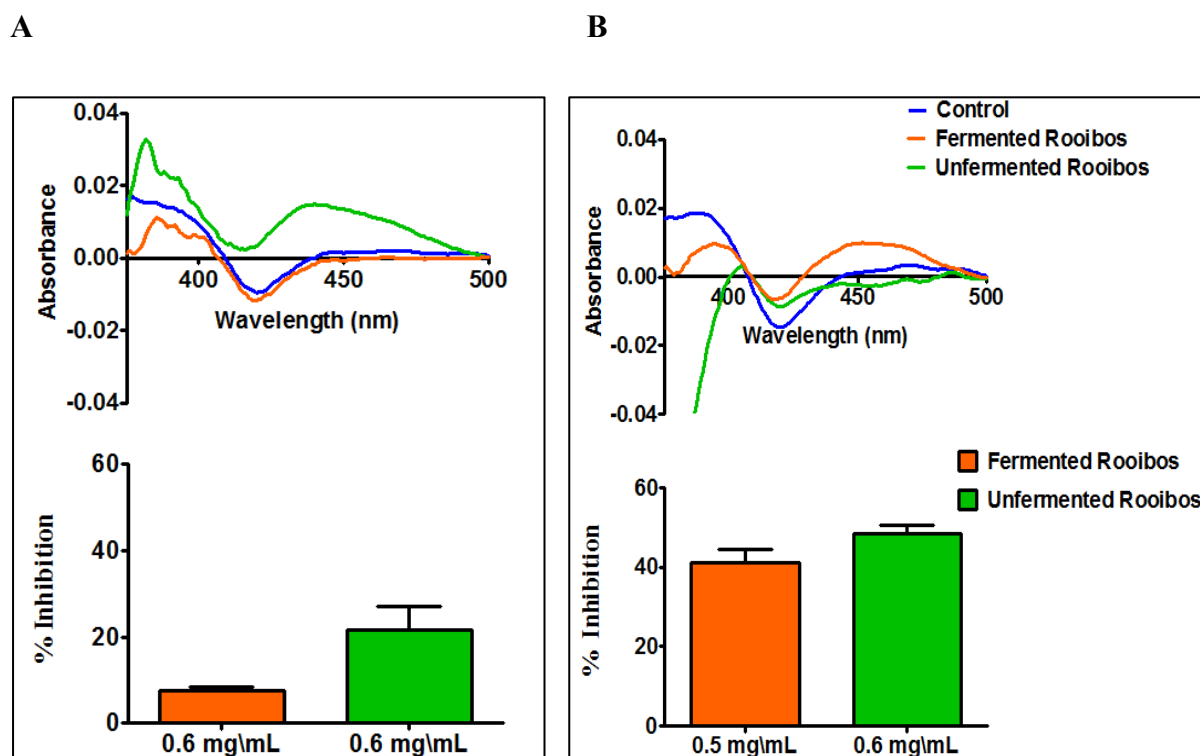 A
B
0.04
0.02
0.00
-0.02
-0.04
Absorbance
400
450
500
Wavelength (nm)
60
40
20
0
% Inhibition
0.6 mg\mL
0.6 mg\mL
Control
Fermented Rooibos
Unfermented Rooibos
0.04
0.02
0.00
-0.02
-0.04
Absorbance
400
450
500
Wavelength (nm)
Fermented Rooibos
Unfermented Rooibos
60
40
20
0
% Inhibition
0.5 mg\mL
0.6 mg\mL